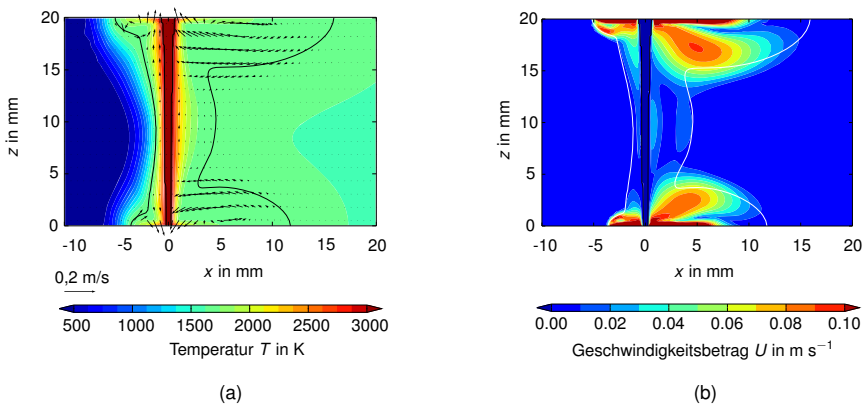 20
15
10
5
0
z in mm
-10 -5 0 5 10 15 20
x in mm
0,2 m/s
500 1000 1500 2000 2500 3000
Temperatur T in K
(a)
20
15
10
5
0
z in mm
-10 -5 0 5 10 15 20
x in mm
0.00 0.02 0.04 0.06 0.08 0.10
Geschwindigkeitsbetrag U in m s⁻¹
(b)